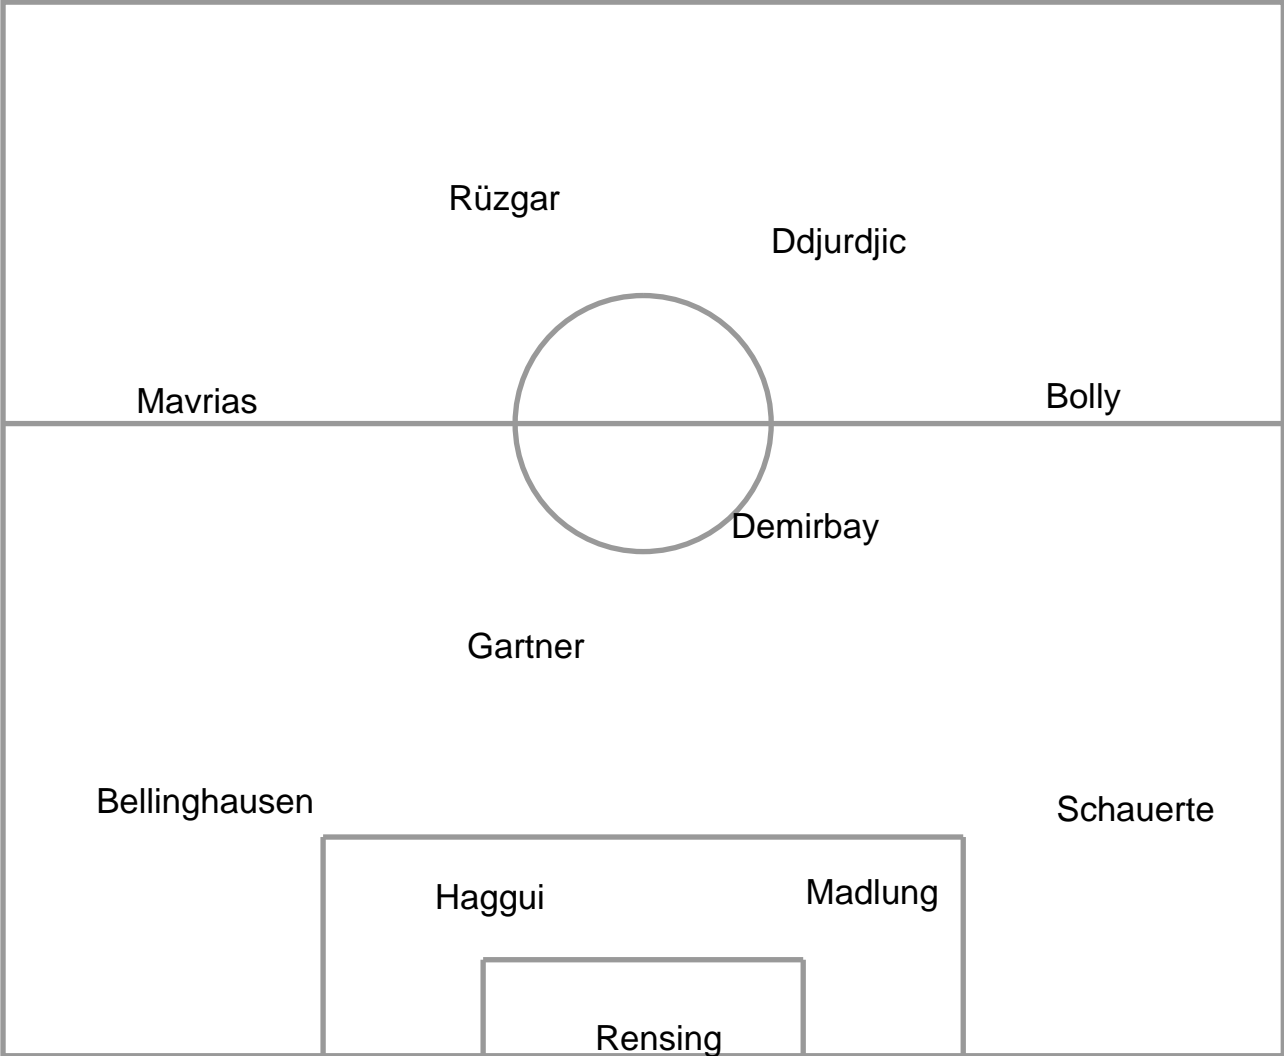 Rüzgar
Ddjurdjic
Mavrias
Bolly
Demirbay
Gartner
Bellinghausen
Schauerte
Haggui
Madlung
Rensing